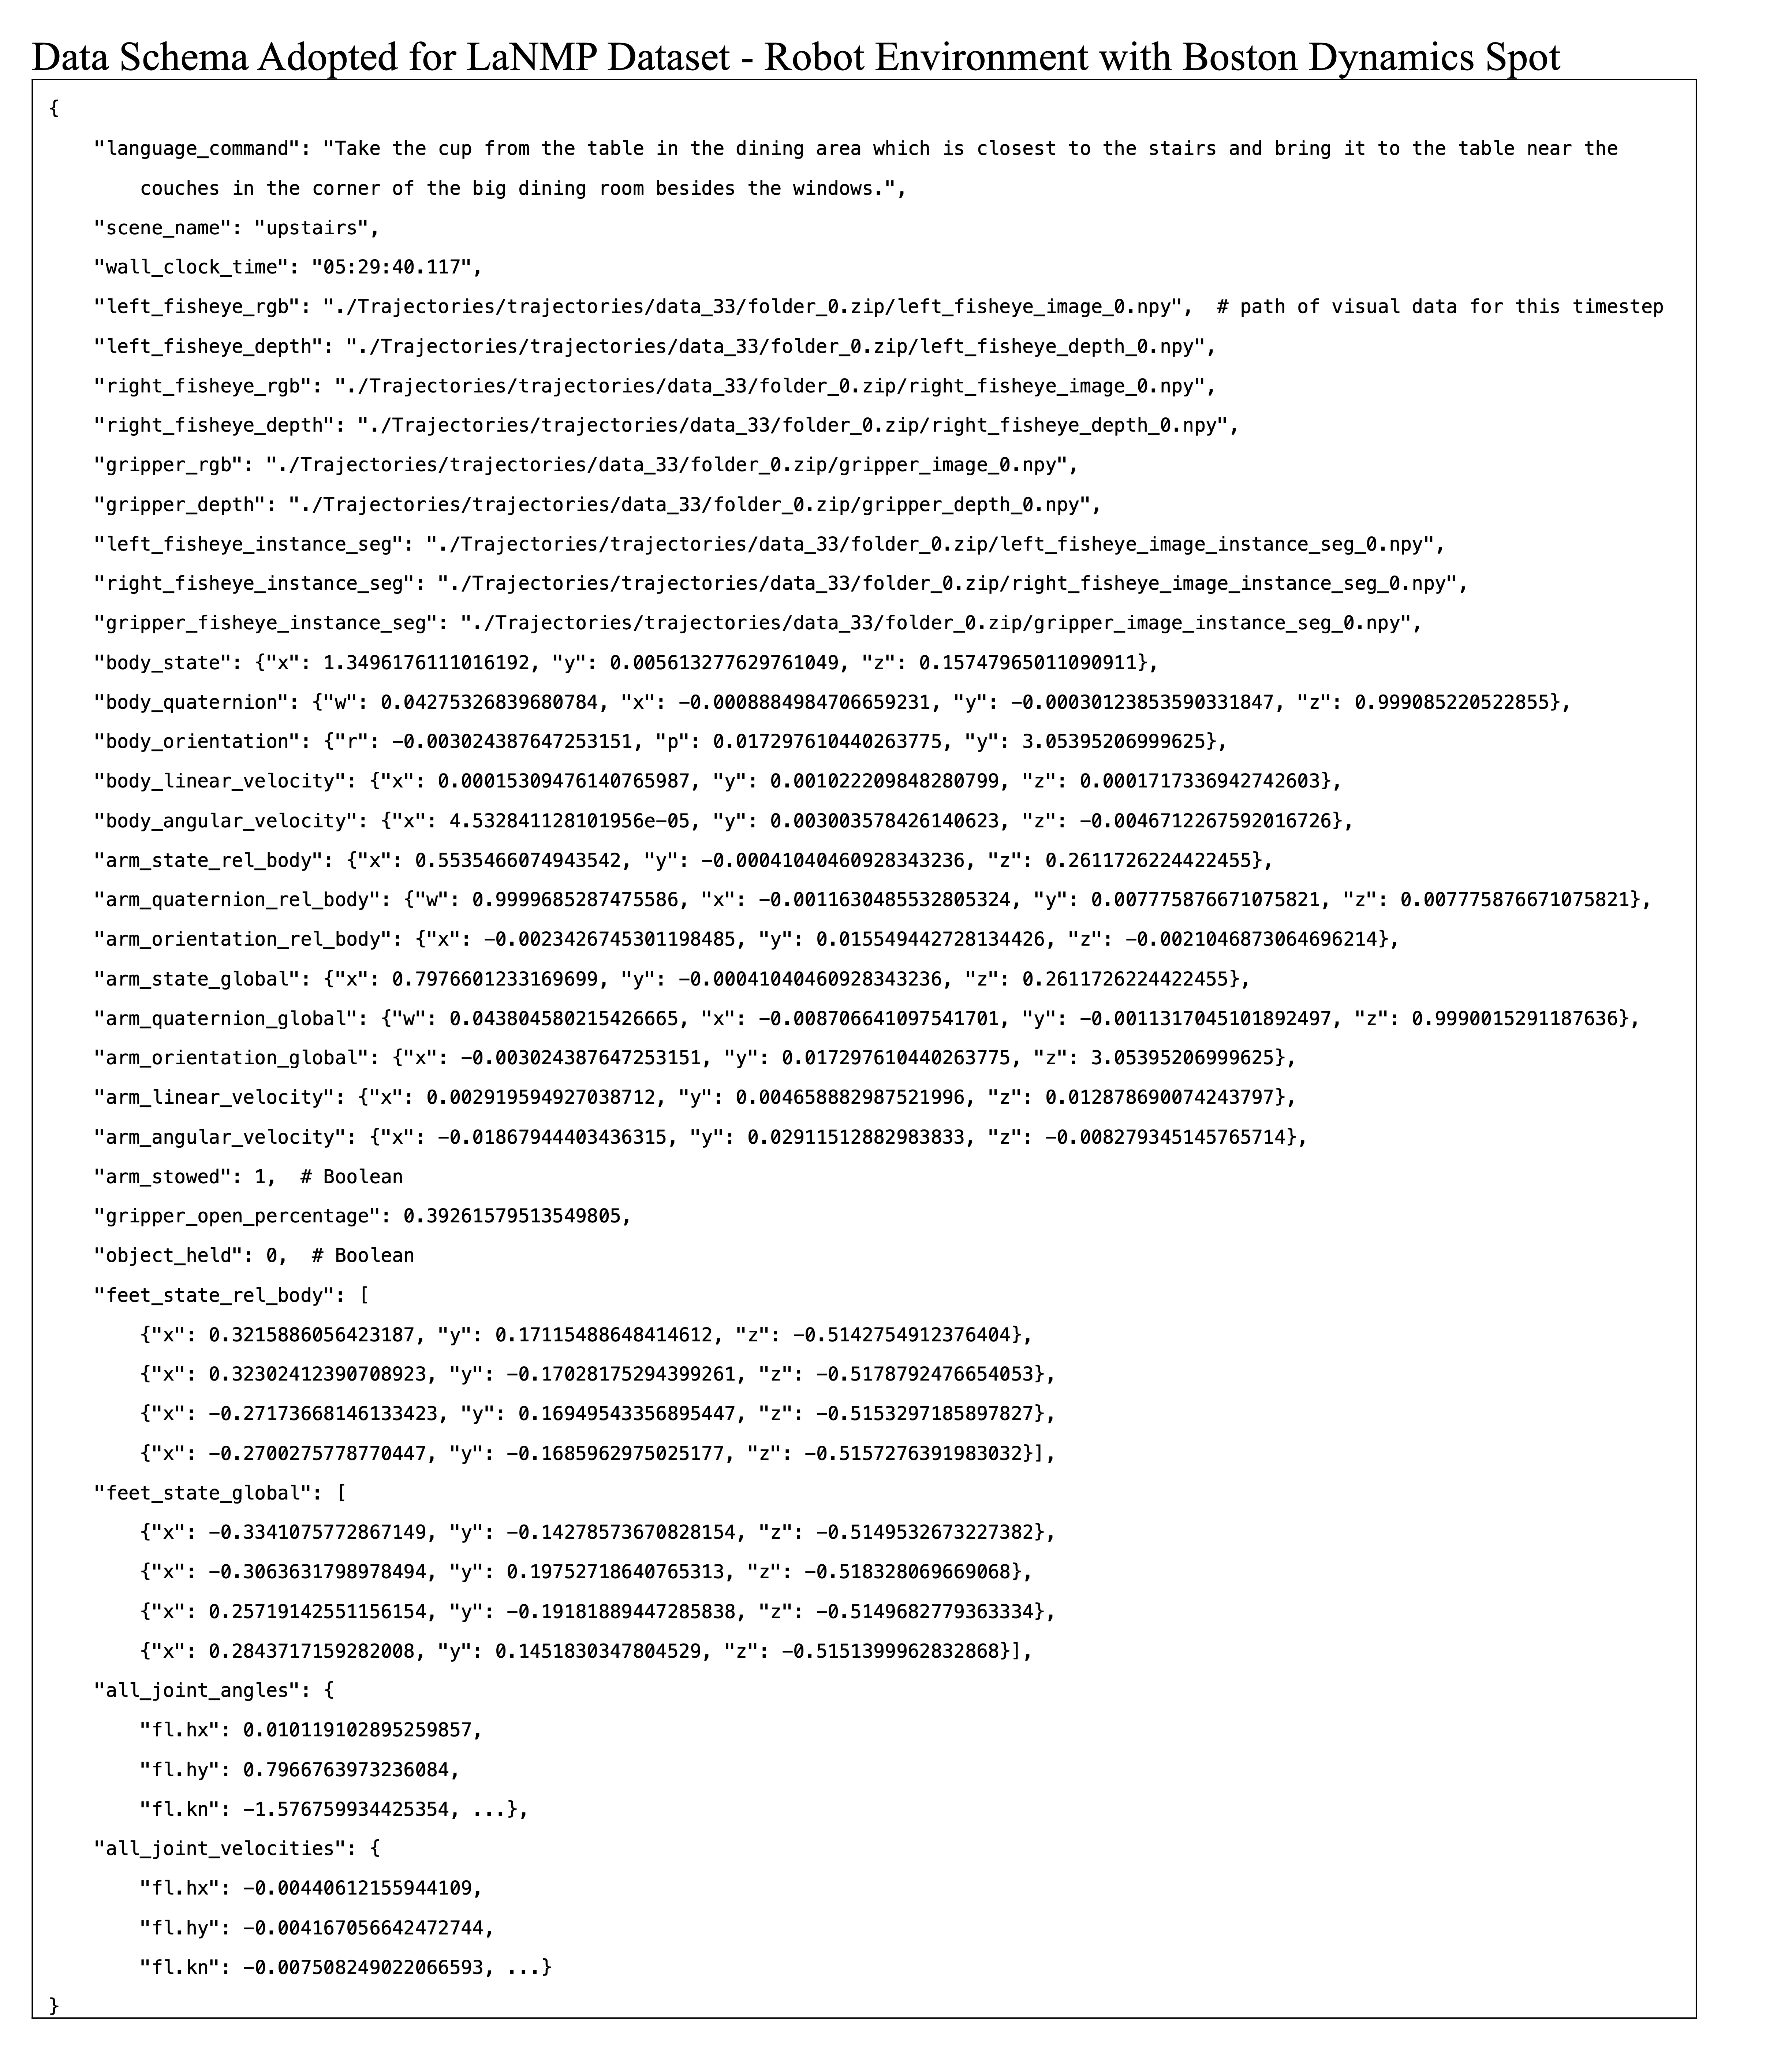 Data Schema Adopted for LaNMP Dataset - Robot Environment with Boston Dynamics Spot
{
"language_command": "Take the cup from the table in the dining area which is closest to the stairs and bring it to the table near the
couches in the corner of the big dining room besides the windows.",
"scene_name": "upstairs",
"wall_clock_time": "05:29:40.117",
"left_fisheye_rgb": "./Trajectories/trajectories/data_33/folder_0.zip/left_fisheye_image_0.npy",  # path of visual data for this timestep
"left_fisheye_depth": "./Trajectories/trajectories/data_33/folder_0.zip/left_fisheye_depth_0.npy",
"right_fisheye_rgb": "./Trajectories/trajectories/data_33/folder_0.zip/right_fisheye_image_0.npy",
"right_fisheye_depth": "./Trajectories/trajectories/data_33/folder_0.zip/right_fisheye_depth_0.npy",
"gripper_rgb": "./Trajectories/trajectories/data_33/folder_0.zip/gripper_image_0.npy",
"gripper_depth": "./Trajectories/trajectories/data_33/folder_0.zip/gripper_depth_0.npy",
"left_fisheye_instance_seg": "./Trajectories/trajectories/data_33/folder_0.zip/left_fisheye_image_instance_seg_0.npy",
"right_fisheye_instance_seg": "./Trajectories/trajectories/data_33/folder_0.zip/right_fisheye_image_instance_seg_0.npy",
"gripper_fisheye_instance_seg": "./Trajectories/trajectories/data_33/folder_0.zip/gripper_image_instance_seg_0.npy",
"body_state": {"x": 1.3496176111016192, "y": 0.005613277629761049, "z": 0.15747965011090911},
"body_quaternion": {"w": 0.04275326839680784, "x": −0.0008884984706659231, "y": −0.00030123853590331847, "z": 0.999085220522855},
"body_orientation": {"r": −0.003024387647253151, "p": 0.017297610440263775, "y": 3.05395206999625},
"body_linear_velocity": {"x": 0.00015309476140765987, "y": 0.001022209848280799, "z": 0.0001717336942742603},
"body_angular_velocity": {"x": 4.532841128101956e-05, "y": 0.003003578426140623, "z": −0.0046712267592016726},
"arm_state_rel_body": {"x": 0.5535466074943542, "y": −0.00041040460928343236, "z": 0.2611726224422455},
"arm_quaternion_rel_body": {"w": 0.9999685287475586, "x": −0.0011630485532805324, "y": 0.007775876671075821, "z": 0.007775876671075821},
"arm_orientation_rel_body": {"x": −0.0023426745301198485, "y": 0.015549442728134426, "z": −0.0021046873064696214},
"arm_state_global": {"x": 0.7976601233169699, "y": −0.00041040460928343236, "z": 0.2611726224422455},
"arm_quaternion_global": {"w": 0.043804580215426665, "x": −0.008706641097541701, "y": −0.0011317045101892497, "z": 0.9990015291187636},
"arm_orientation_global": {"x": −0.003024387647253151, "y": 0.017297610440263775, "z": 3.05395206999625},
"arm_linear_velocity": {"x": 0.002919594927038712, "y": 0.004658882987521996, "z": 0.012878690074243797},
"arm_angular_velocity": {"x": −0.01867944403436315, "y": 0.02911512882983833, "z": −0.008279345145765714},
"arm_stowed": 1,  # Boolean
"gripper_open_percentage": 0.39261579513549805,
"object_held": 0,  # Boolean
"feet_state_rel_body": [
{"x": 0.3215886056423187, "y": 0.17115488648414612, "z": −0.5142754912376404},
{"x": 0.32302412390708923, "y": −0.17028175294399261, "z": −0.5178792476654053},
{"x": −0.27173668146133423, "y": 0.16949543356895447, "z": −0.5153297185897827},
{"x": −0.2700275778770447, "y": −0.1685962975025177, "z": −0.5157276391983032}],
"feet_state_global": [
{"x": −0.3341075772867149, "y": −0.14278573670828154, "z": −0.5149532673227382},
{"x": −0.3063631798978494, "y": 0.19752718640765313, "z": −0.518328069669068},
{"x": 0.25719142551156154, "y": −0.19181889447285838, "z": −0.5149682779363334},
{"x": 0.2843717159282008, "y": 0.1451830347804529, "z": −0.5151399962832868}],
"all_joint_angles": {
"fl.hx": 0.010119102895259857,
"fl.hy": 0.7966763973236084,
"fl.kn": −1.576759934425354, ...},
"all_joint_velocities": {
"fl.hx": −0.00440612155944109,
"fl.hy": −0.004167056642472744,
"fl.kn": −0.007508249022066593, ...}
}